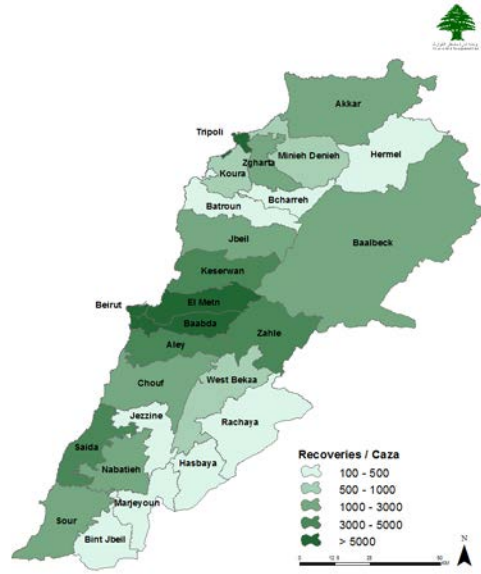 Akkar
Tripoli
Zgharta
Minieh Denieh
Hermel
Koura
Bcharreh
Batroun
Jbeil
Baalbeck
Keserwan
Beirut
El Metn
Baabda
Zahle
Aley
Chouf
West Bekaa
Jezzine
Rachaya
Saida
Hasbaya
Nabatieh
Marjeyoun
Sour
Bint Jbeil
Recoveries / Caza
100 - 500
500 - 1000
1000 - 3000
3000 - 5000
> 5000
N